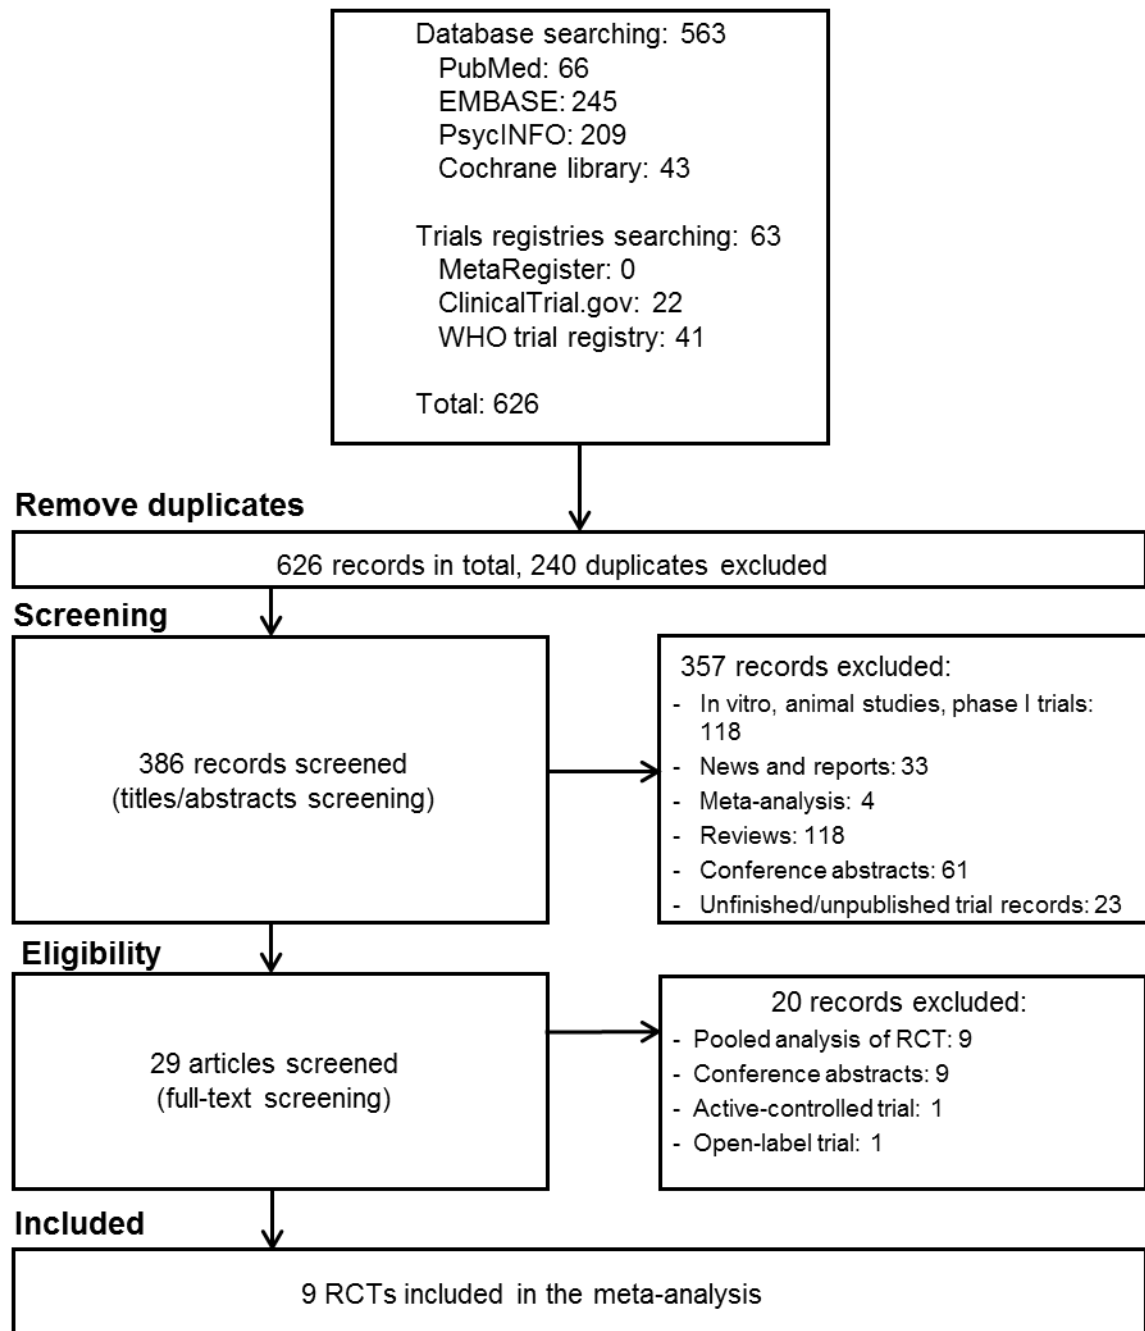 Database searching: 563
PubMed: 66
EMBASE: 245
PsycINFO: 209
Cochrane library: 43
Trials registries searching: 63
MetaRegister: 0
ClinicalTrial.gov: 22
WHO trial registry: 41
Total: 626
Remove duplicates
626 records in total, 240 duplicates excluded
Screening
386 records screened
(titles/abstracts screening)
357 records excluded:
- In vitro, animal studies, phase I trials:
118
- News and reports: 33
- Meta-analysis: 4
- Reviews: 118
- Conference abstracts: 61
- Unfinished/unpublished trial records: 23
Eligibility
29 articles screened
(full-text screening)
20 records excluded:
- Pooled analysis of RCT: 9
- Conference abstracts: 9
- Active-controlled trial: 1
- Open-label trial: 1
Included
9 RCTs included in the meta-analysis